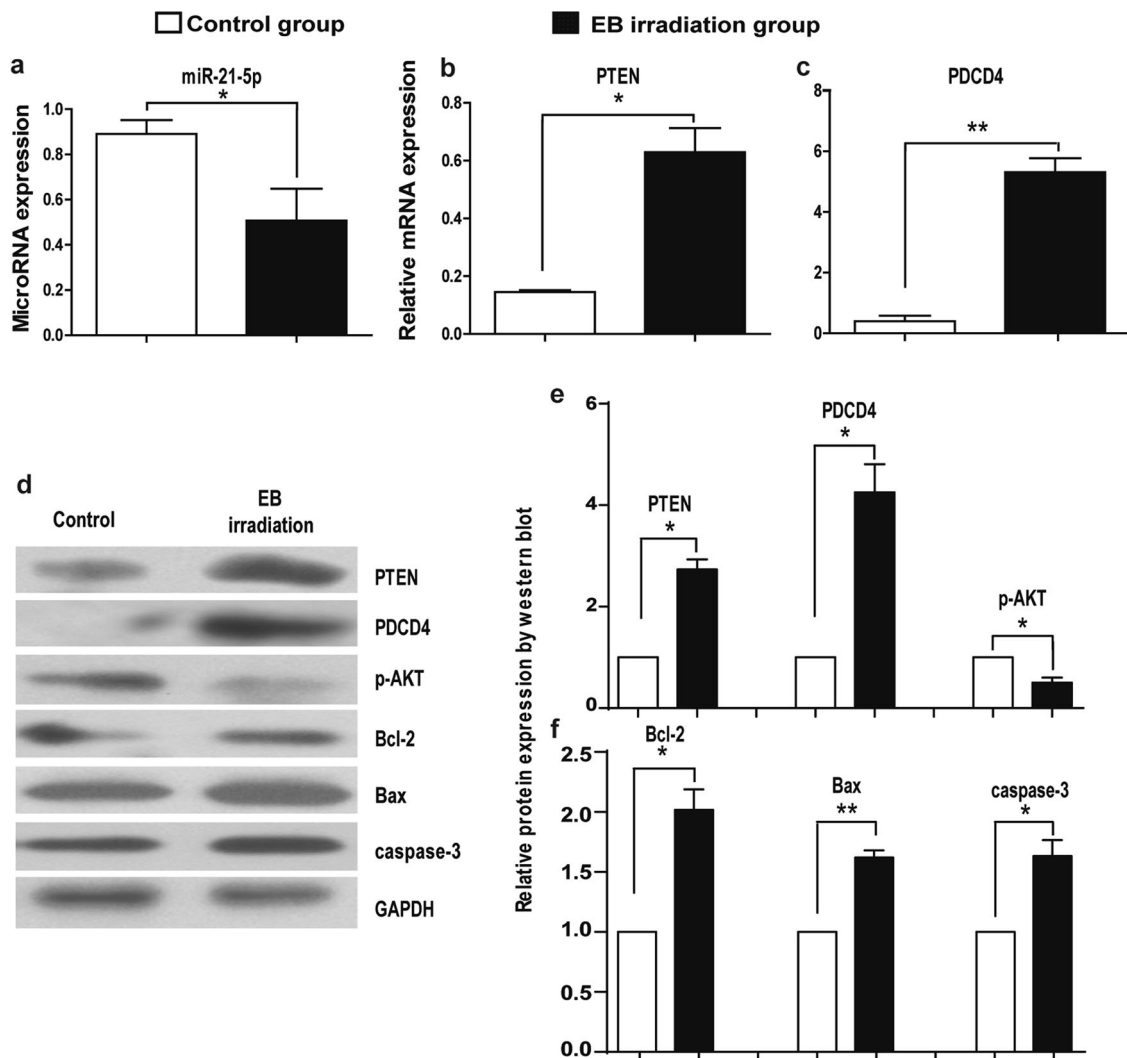 Control group
EB irradiation group
a
miR-21-5p
*
MicroRNA expression
1.0
0.8
0.6
0.4
0.2
0.0
b
PTEN
*
Relative mRNA expression
0.8
0.6
0.4
0.2
0.0
c
PDCD4
**
8
6
4
2
0
d
Control
EB
irradiation
PTEN
PDCD4
p-AKT
Bcl-2
Bax
caspase-3
GAPDH
Relative protein expression by western blot
e
6
4
2
0
PTEN
*
PDCD4
*
p-AKT
*
f
2.5
2.0
1.5
1.0
0.5
0.0
Bcl-2
*
Bax
**
caspase-3
*